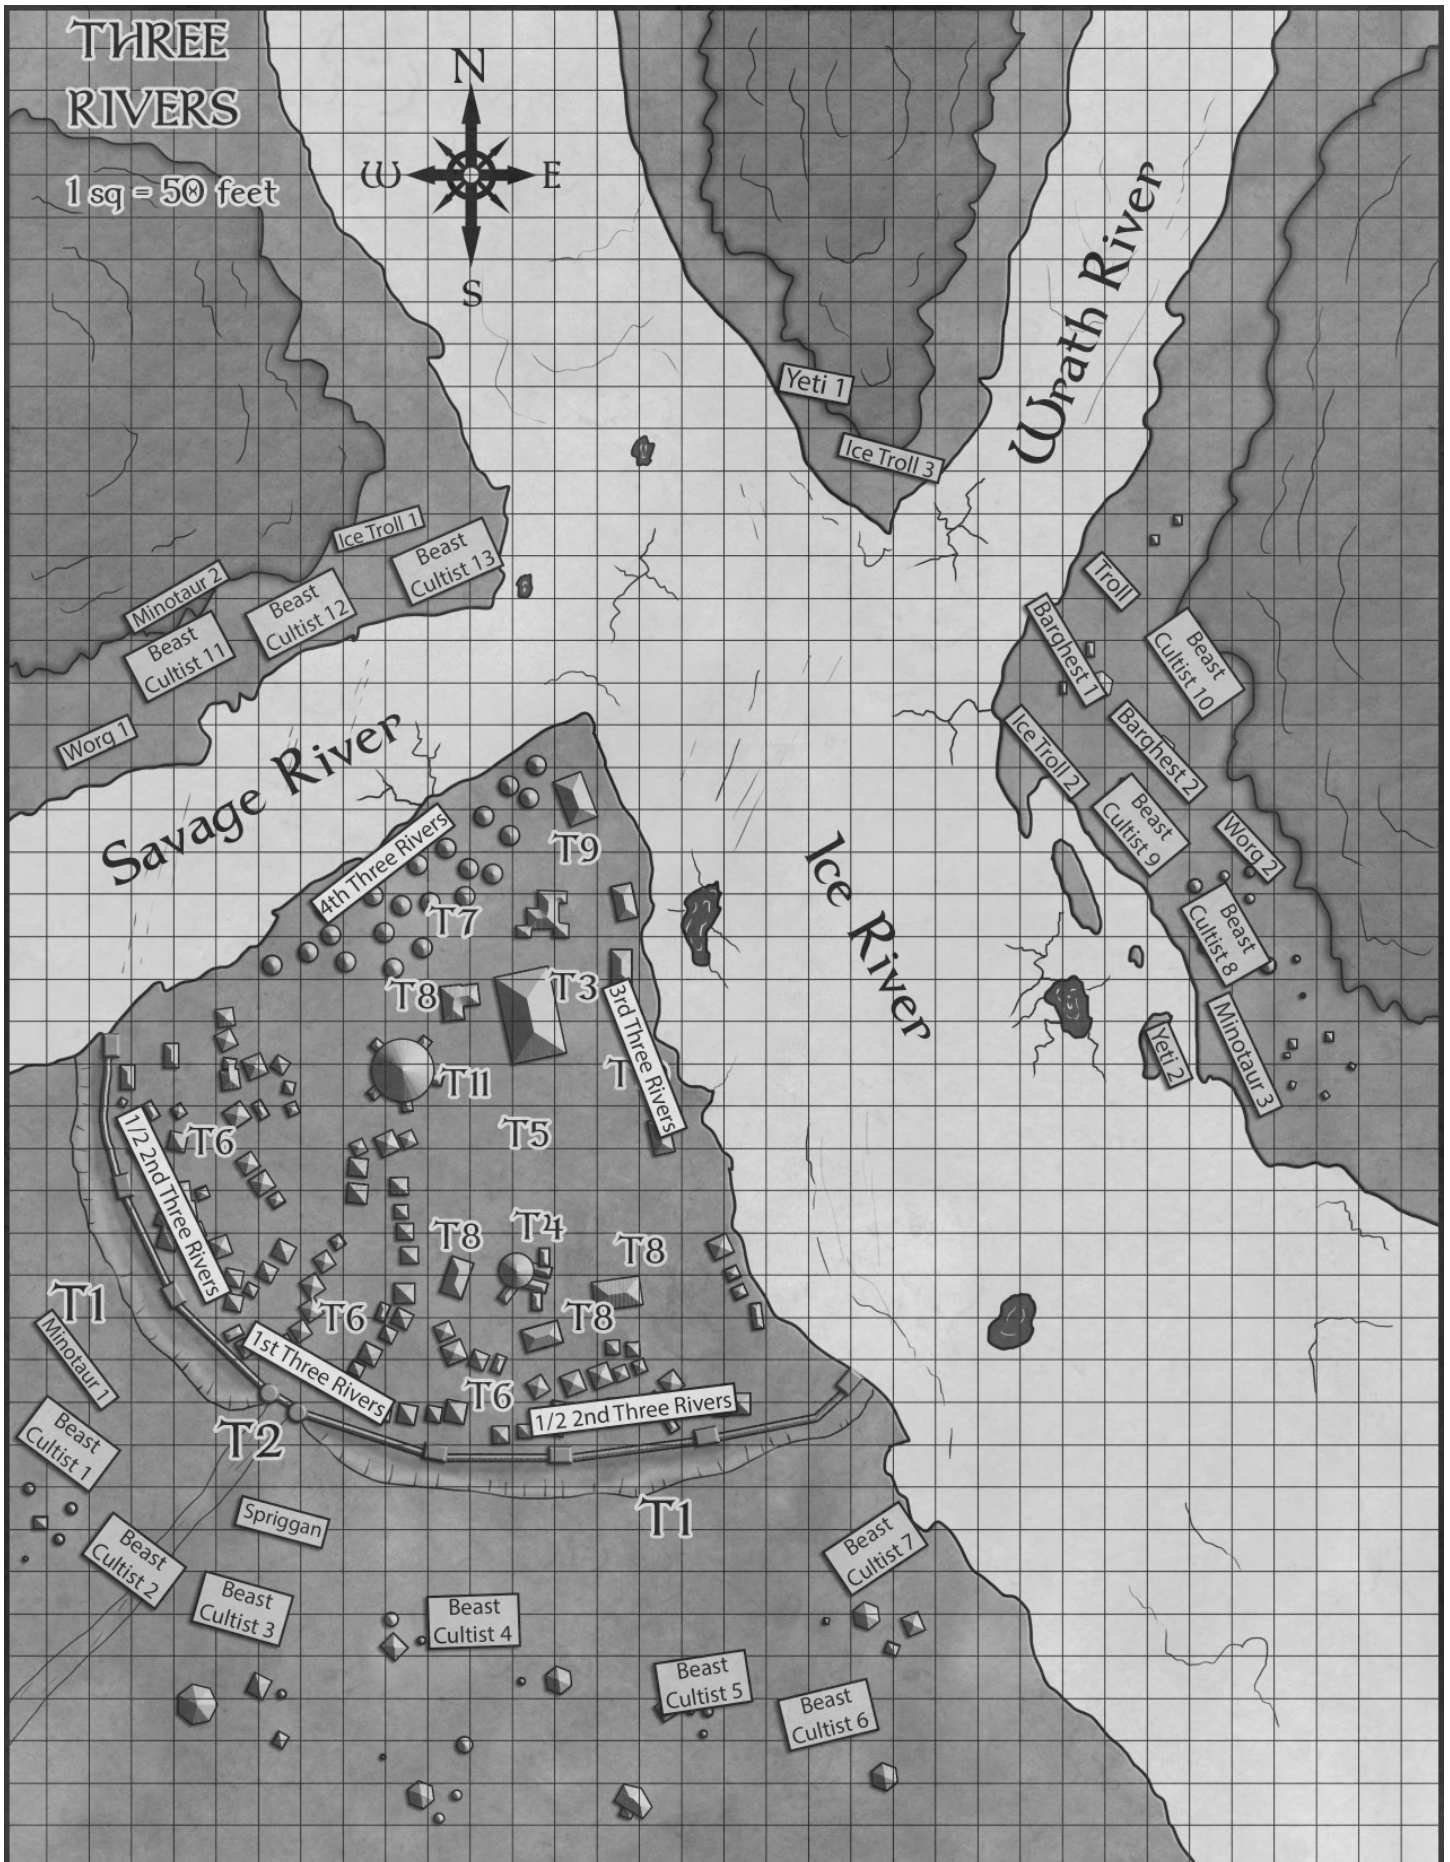 THREE
RIVERS
1 sq = 50 feet
N
W
E
S
Wrath River
Yeti 1
Ice Troll 3
Ice Troll 1
Beast
Cultist 13
Minotaur 2
Beast
Cultist 12
Beast
Cultist 11
Worg 1
Savage River
Troll
Barghest 1
Beast
Cultist 10
Ice Troll 2
Barghest 2
Beast
Cultist 9
Worg 2
Beast
Cultist 8
Minotaur 3
Yeti 2
Ice River
4th Three Rivers
T9
T7
T8
T3
3rd Three Rivers
T11
T5
T6
1/2 2nd Three Rivers
T8
T4
T8
T1
T6
T8
Minotaur 1
1st Three Rivers
T6
1/2 2nd Three Rivers
T2
Beast
Cultist 1
T1
Spriggan
Beast
Cultist 2
Beast
Cultist 3
Beast
Cultist 4
Beast
Cultist 5
Beast
Cultist 6
Beast
Cultist 7